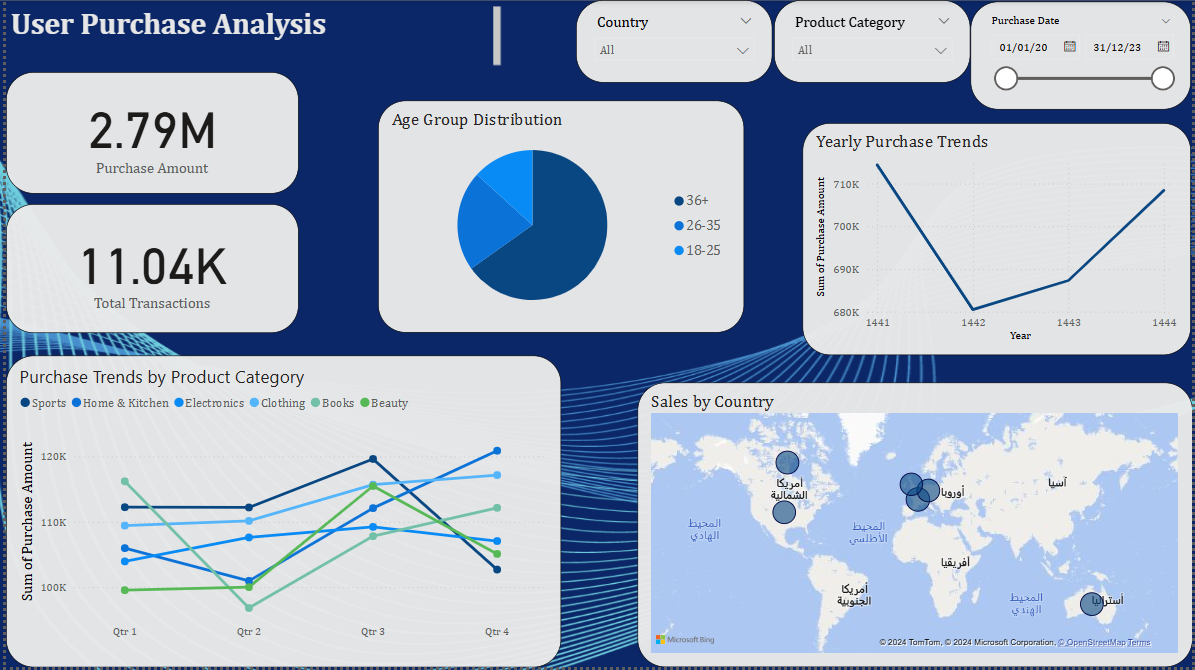 User Purchase Analysis
Country
All
Product Category
All
Purchase Date
01/01/20
31/12/23
2.79M
Purchase Amount
11.04K
Total Transactions
Age Group Distribution
36+
26-35
18-25
Yearly Purchase Trends
Sum of Purchase Amount
710K
700K
690K
680K
1441 1442 1443 1444
Year
Purchase Trends by Product Category
Sports Home & Kitchen Electronics Clothing Books Beauty
Sum of Purchase Amount
120K
110K
100K
Qtr 1 Qtr 2 Qtr 3 Qtr 4
Sales by Country
أمريكا
الشمالية
أوروبا
آسيا
المحيط
الهادي
المحيط
الأطلسي
أفريقيا
أمريكا
الجنوبية
المحيط
الهندي
أستراليا
Microsoft Bing
© 2024 TomTom, © 2024 Microsoft Corporation, © OpenStreetMap Terms